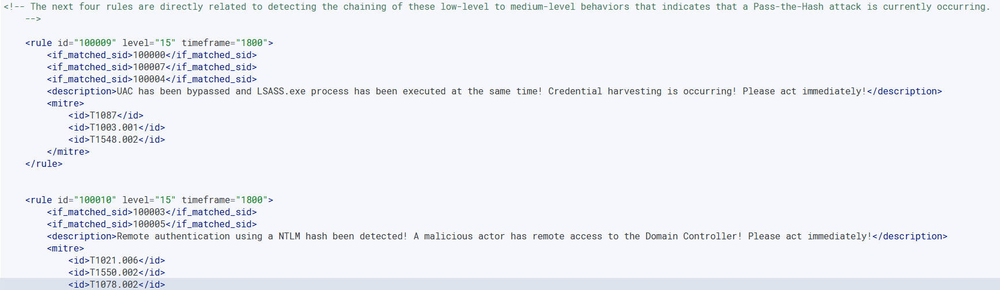 <!-- The next four rules are directly related to detecting the chaining of these low-level to medium-level behaviors that indicates that a Pass-the-Hash attack is currently occurring.
-->
<rule id="100009" level="15" timeframe="1800">
<if_matched_sid>100000</if_matched_sid>
<if_matched_sid>100007</if_matched_sid>
<if_matched_sid>100004</if_matched_sid>
<description>UAC has been bypassed and LSASS.exe process has been executed at the same time! Credential harvesting is occurring! Please act immediately!</description>
<mitre>
<id>T1087</id>
<id>T1003.001</id>
<id>T1548.002</id>
</mitre>
</rule>
<rule id="100010" level="15" timeframe="1800">
<if_matched_sid>100003</if_matched_sid>
<if_matched_sid>100005</if_matched_sid>
<description>Remote authentication using a NTLM hash been detected! A malicious actor has remote access to the Domain Controller! Please act immediately!</description>
<mitre>
<id>T1021.006</id>
<id>T1550.002</id>
<id>T1078.002</id>